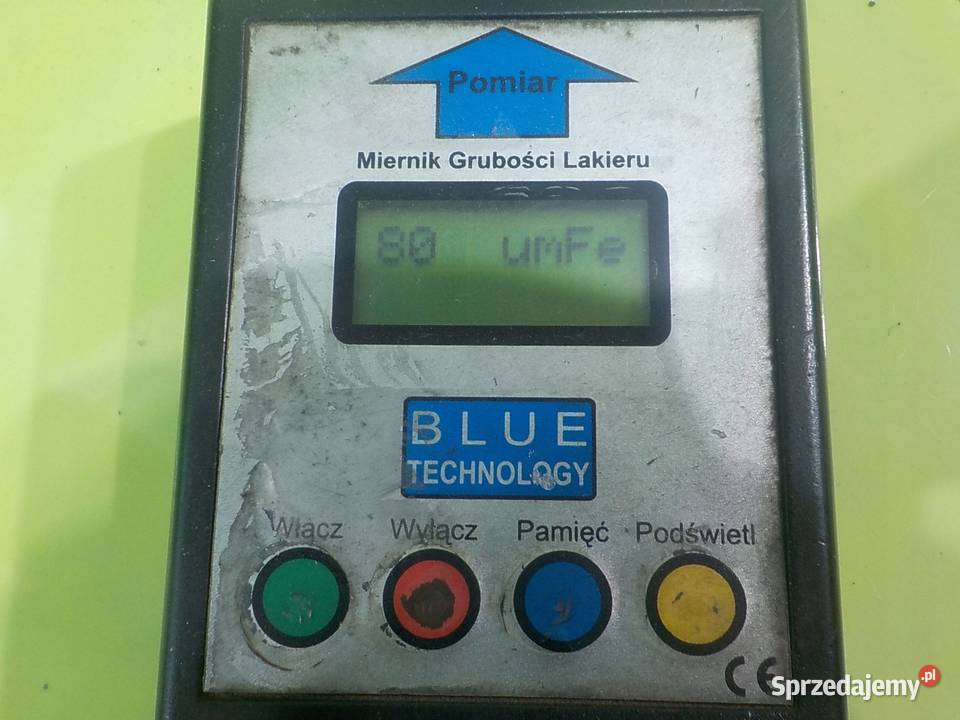 Pomiar
Miernik Grubości Lakieru
80 umFe
BLUE
TECHNOLOGY
Włącz Wyłącz Pamięć Podświetl
CE
Sprzedajemy.pl